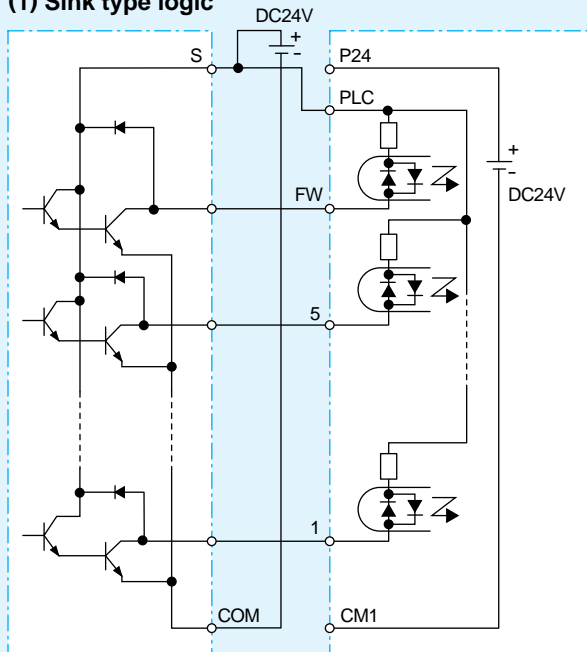 (1) Sink type logic
DC24V
+
-
S
P24
PLC
+
-
DC24V
FW
5
1
COM
CM1